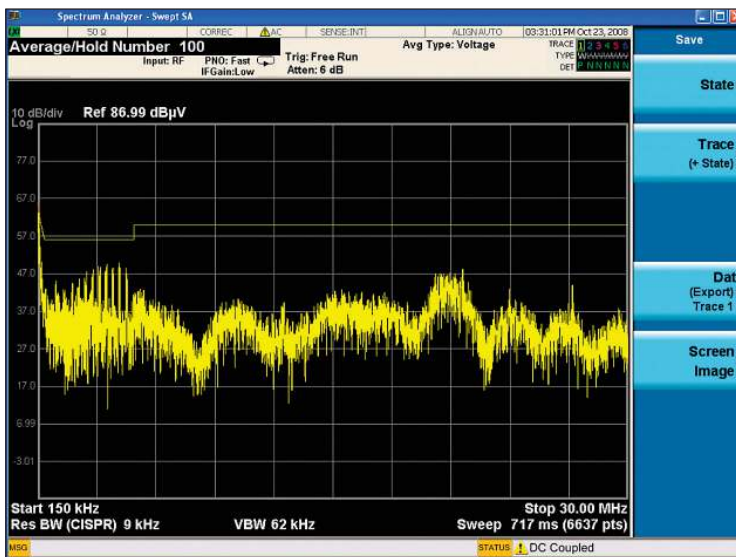 Spectrum Analyzer - Swept SA
50 Ω CORREC AC SENSE:INT ALIGNAUTO 03:31:01 PM Oct 23, 2008
Average/Hold Number 100
Input: RF PNO: Fast IFGain:Low
Trig: Free Run
Atten: 6 dB
Avg Type: Voltage
TRACE 1 2 3 4 5 6
TYPE
DET P N N N N N
10 dB/div Ref 86.99 dBµV
Log
77.0
67.0
57.0
47.0
37.0
27.0
17.0
6.99
-3.01
Start 150 kHz Stop 30.00 MHz
Res BW (CISPR) 9 kHz VBW 62 kHz Sweep 717 ms (6637 pts)
MSG STATUS DC Coupled
Save
State
Trace
(+ State)
Dat
(Export)
Trace 1
Screen
Image